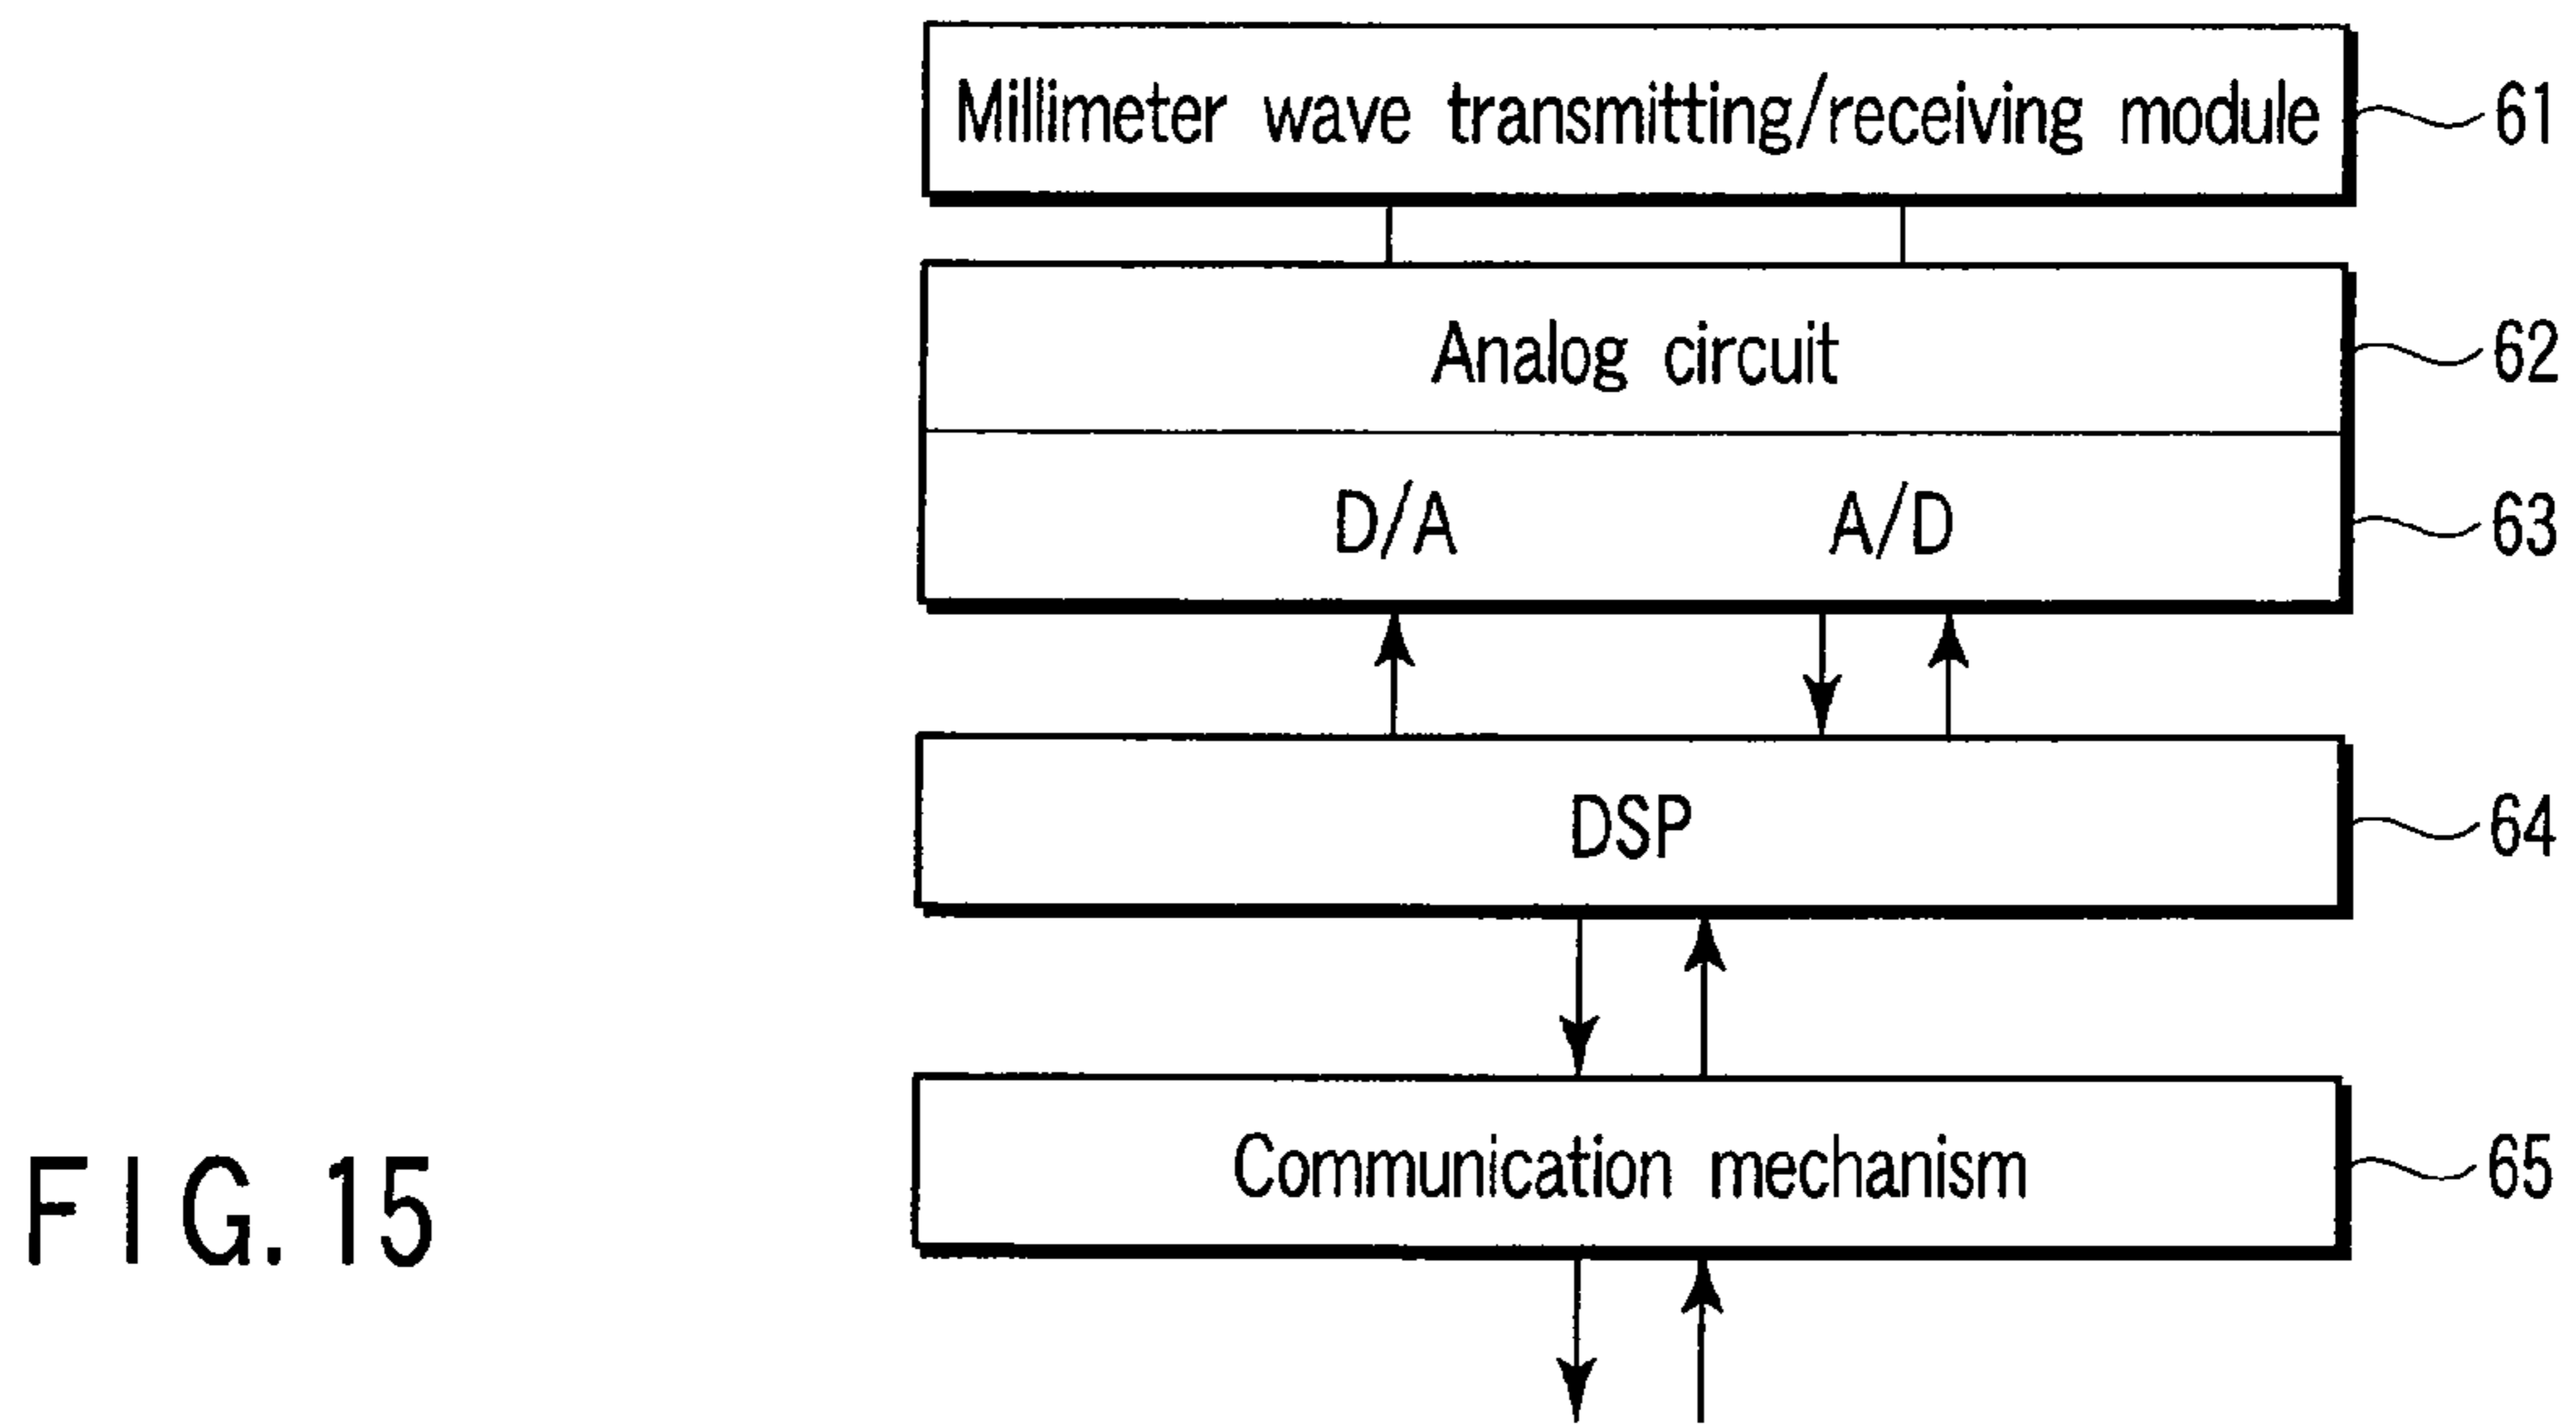 Millimeter wave transmitting/receiving module 61
Analog circuit 62
D/A A/D 63
DSP 64
Communication mechanism 65
FIG.15